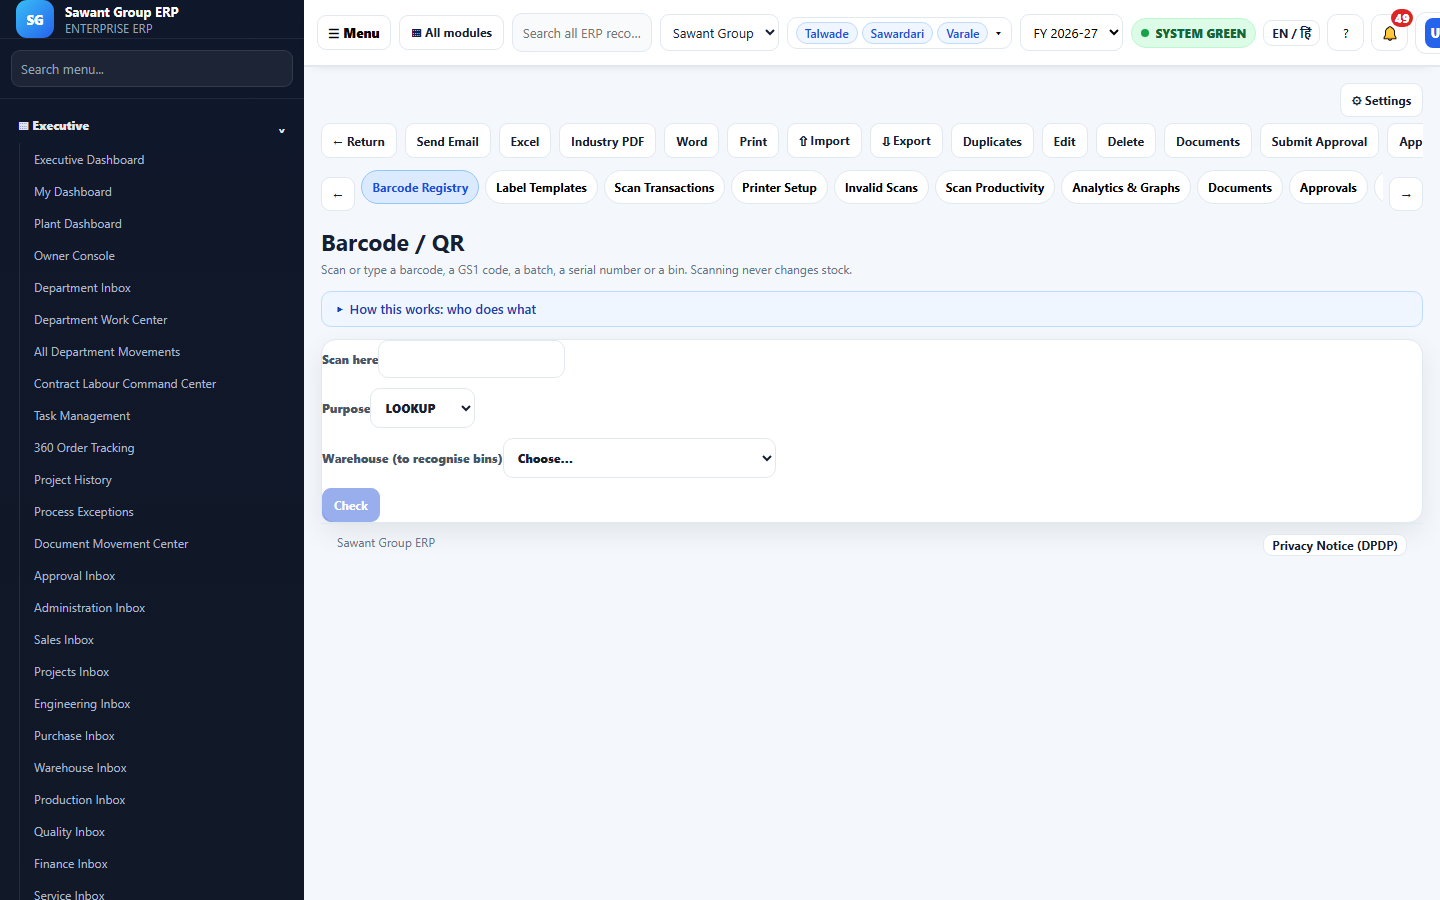 SG
Sawant Group ERP
ENTERPRISE ERP
Search menu...
Executive
Executive Dashboard
My Dashboard
Plant Dashboard
Owner Console
Department Inbox
Department Work Center
All Department Movements
Contract Labour Command Center
Task Management
360 Order Tracking
Project History
Process Exceptions
Document Movement Center
Approval Inbox
Administration Inbox
Sales Inbox
Projects Inbox
Engineering Inbox
Purchase Inbox
Warehouse Inbox
Production Inbox
Quality Inbox
Finance Inbox
Service Inbox
☰ Menu
All modules
Search all ERP reco...
Sawant Group
Talwade Sawardari Varale
FY 2026-27
SYSTEM GREEN
EN / हिं
?
49
U
⚙ Settings
← Return
Send Email
Excel
Industry PDF
Word
Print
⇧ Import
⇩ Export
Duplicates
Edit
Delete
Documents
Submit Approval
App
←
Barcode Registry
Label Templates
Scan Transactions
Printer Setup
Invalid Scans
Scan Productivity
Analytics & Graphs
Documents
Approvals
→
Barcode / QR
Scan or type a barcode, a GS1 code, a batch, a serial number or a bin. Scanning never changes stock.
▸ How this works: who does what
Scan here
Purpose LOOKUP
Warehouse (to recognise bins) Choose...
Check
Sawant Group ERP
Privacy Notice (DPDP)